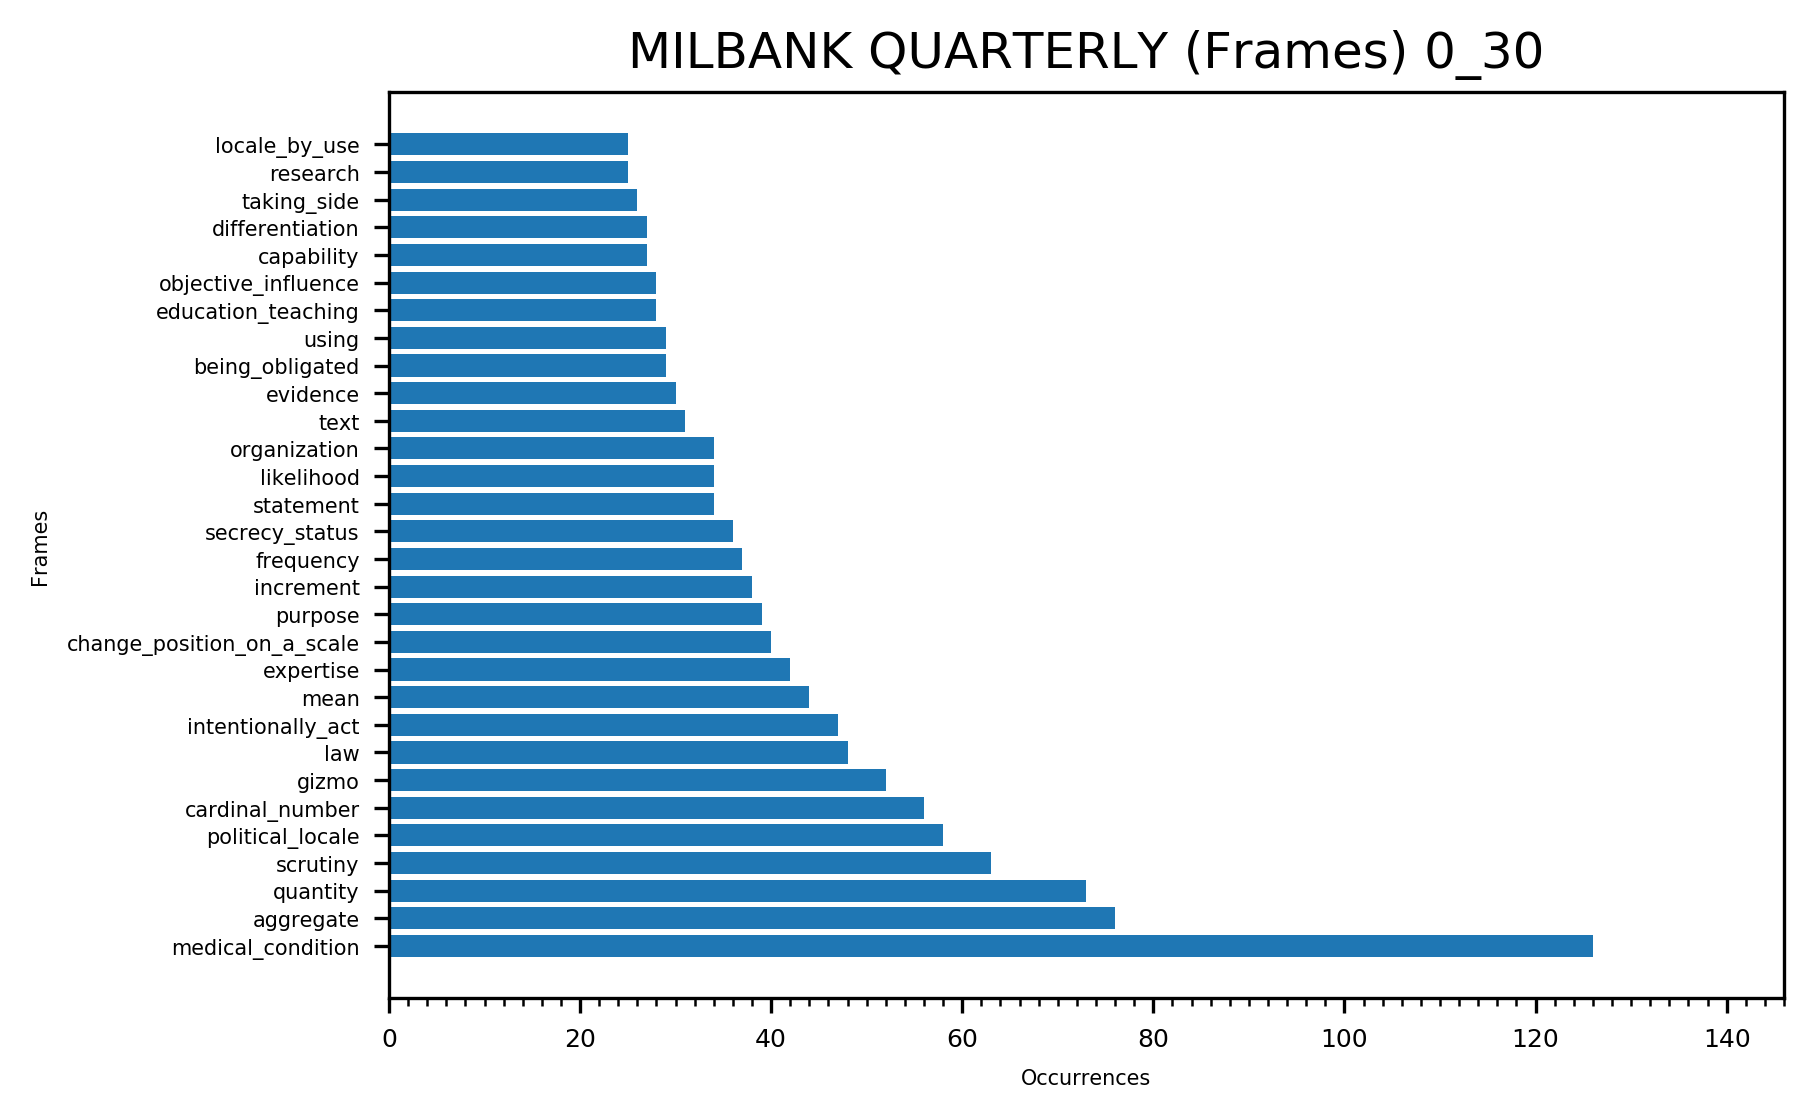 MILBANK QUARTERLY (Frames) 0_30
locale_by_use
research
taking_side
differentiation
capability
objective_influence
education_teaching
using
being_obligated
evidence
text
organization
likelihood
statement
secrecy_status
frequency
increment
purpose
change_position_on_a_scale
expertise
mean
intentionally_act
law
gizmo
cardinal_number
political_locale
scrutiny
quantity
aggregate
medical_condition
Frames
0 20 40 60 80 100 120 140
Occurrences